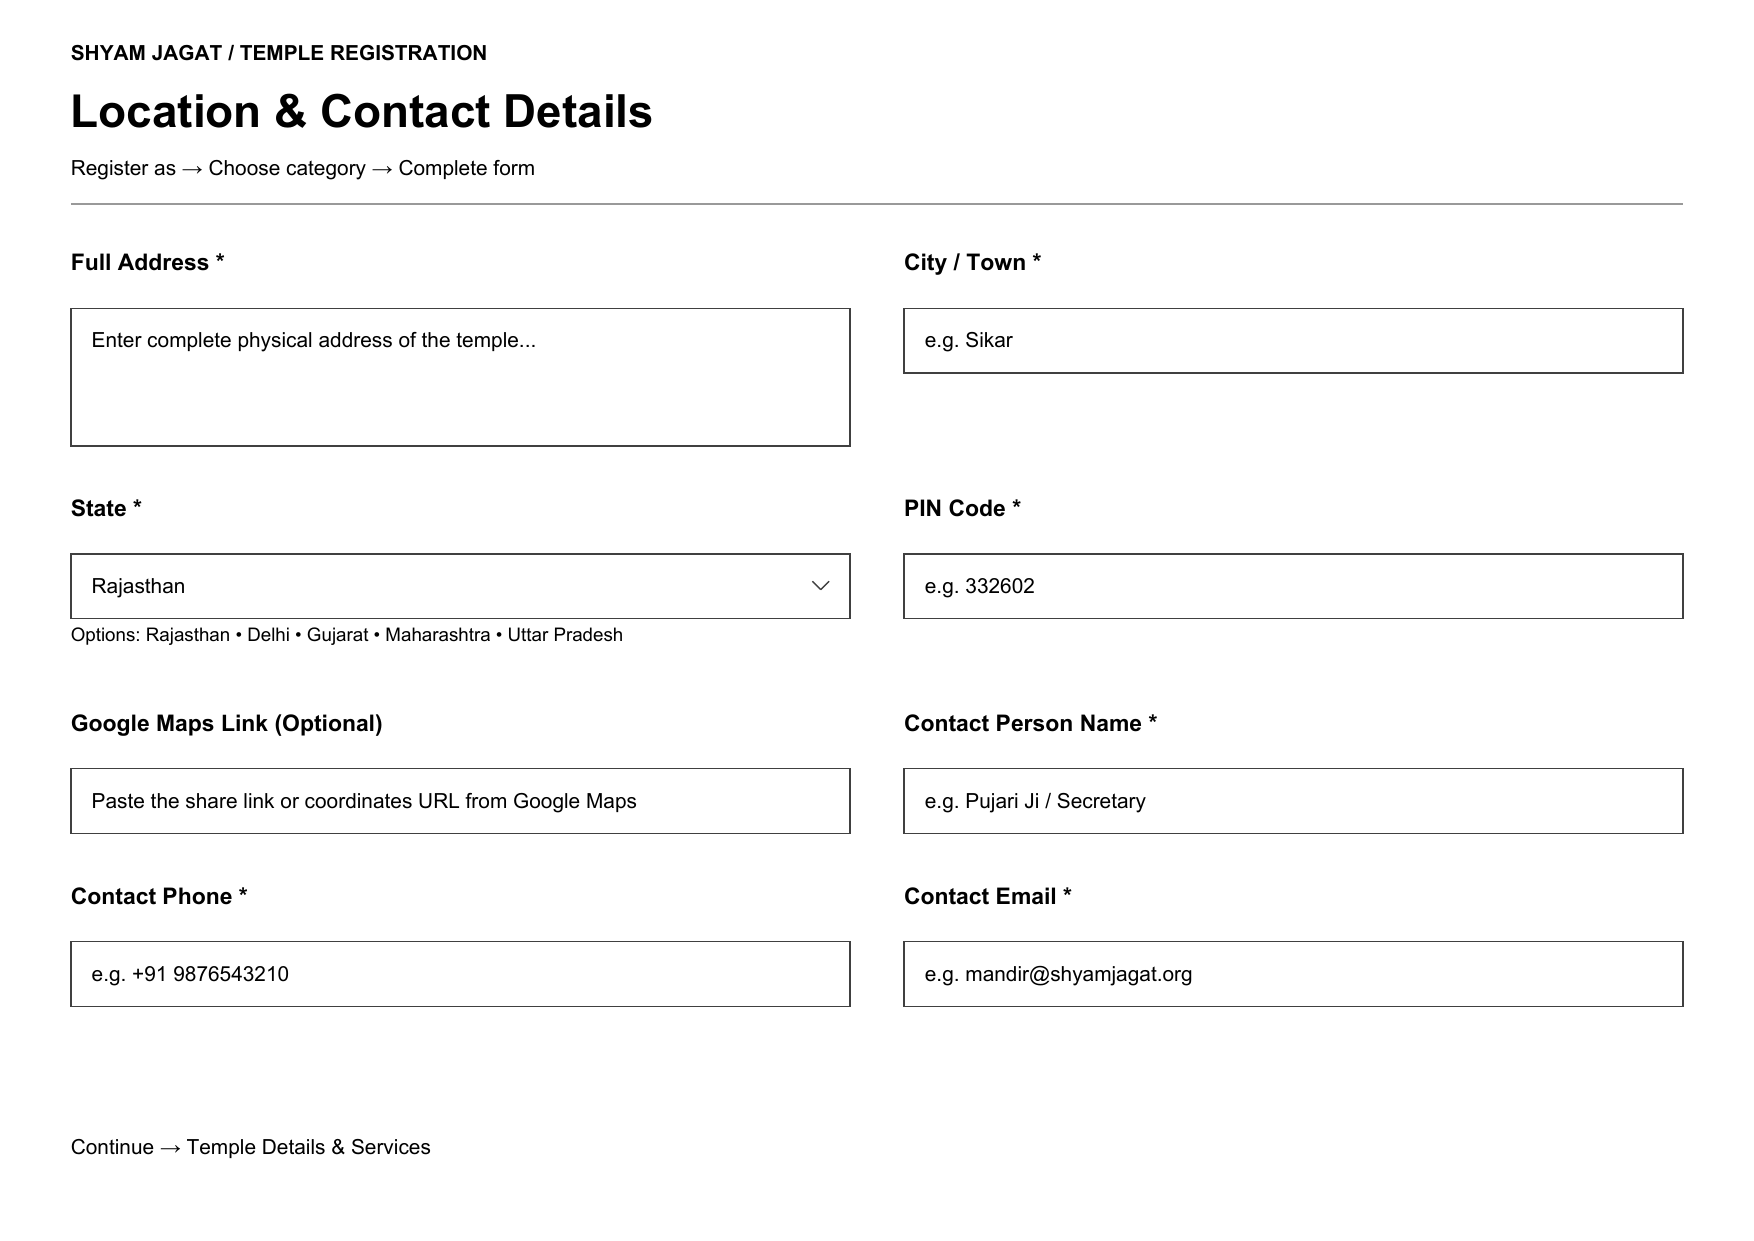 SHYAM JAGAT / TEMPLE REGISTRATION
Location & Contact Details
Register as → Choose category → Complete form
Full Address *
Enter complete physical address of the temple...
City / Town *
e.g. Sikar
State *
Rajasthan
Options: Rajasthan • Delhi • Gujarat • Maharashtra • Uttar Pradesh
PIN Code *
e.g. 332602
Google Maps Link (Optional)
Paste the share link or coordinates URL from Google Maps
Contact Person Name *
e.g. Pujari Ji / Secretary
Contact Phone *
e.g. +91 9876543210
Contact Email *
e.g. mandir@shyamjagat.org
Continue → Temple Details & Services